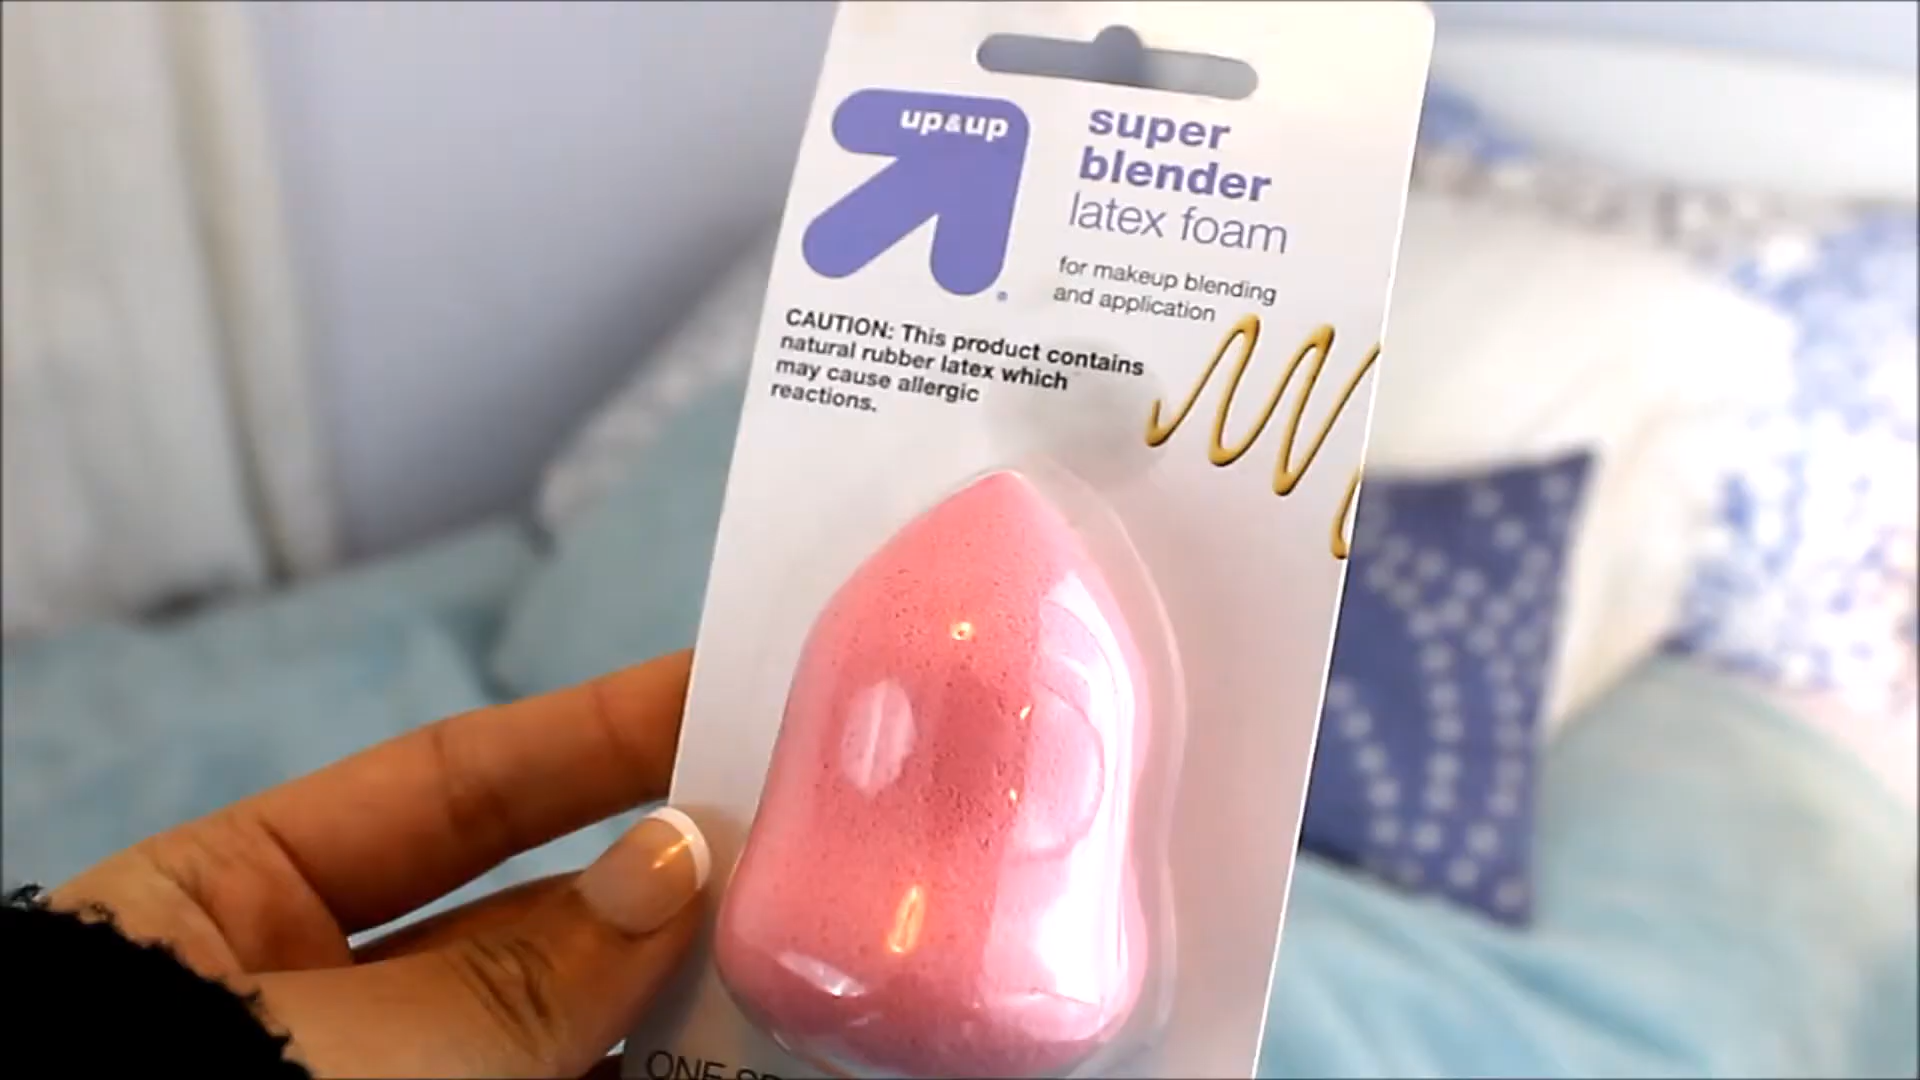 up&up
super
blender
latex foam
for makeup blending
and application
CAUTION: This product contains
natural rubber latex which
may cause allergic
reactions.
ONE